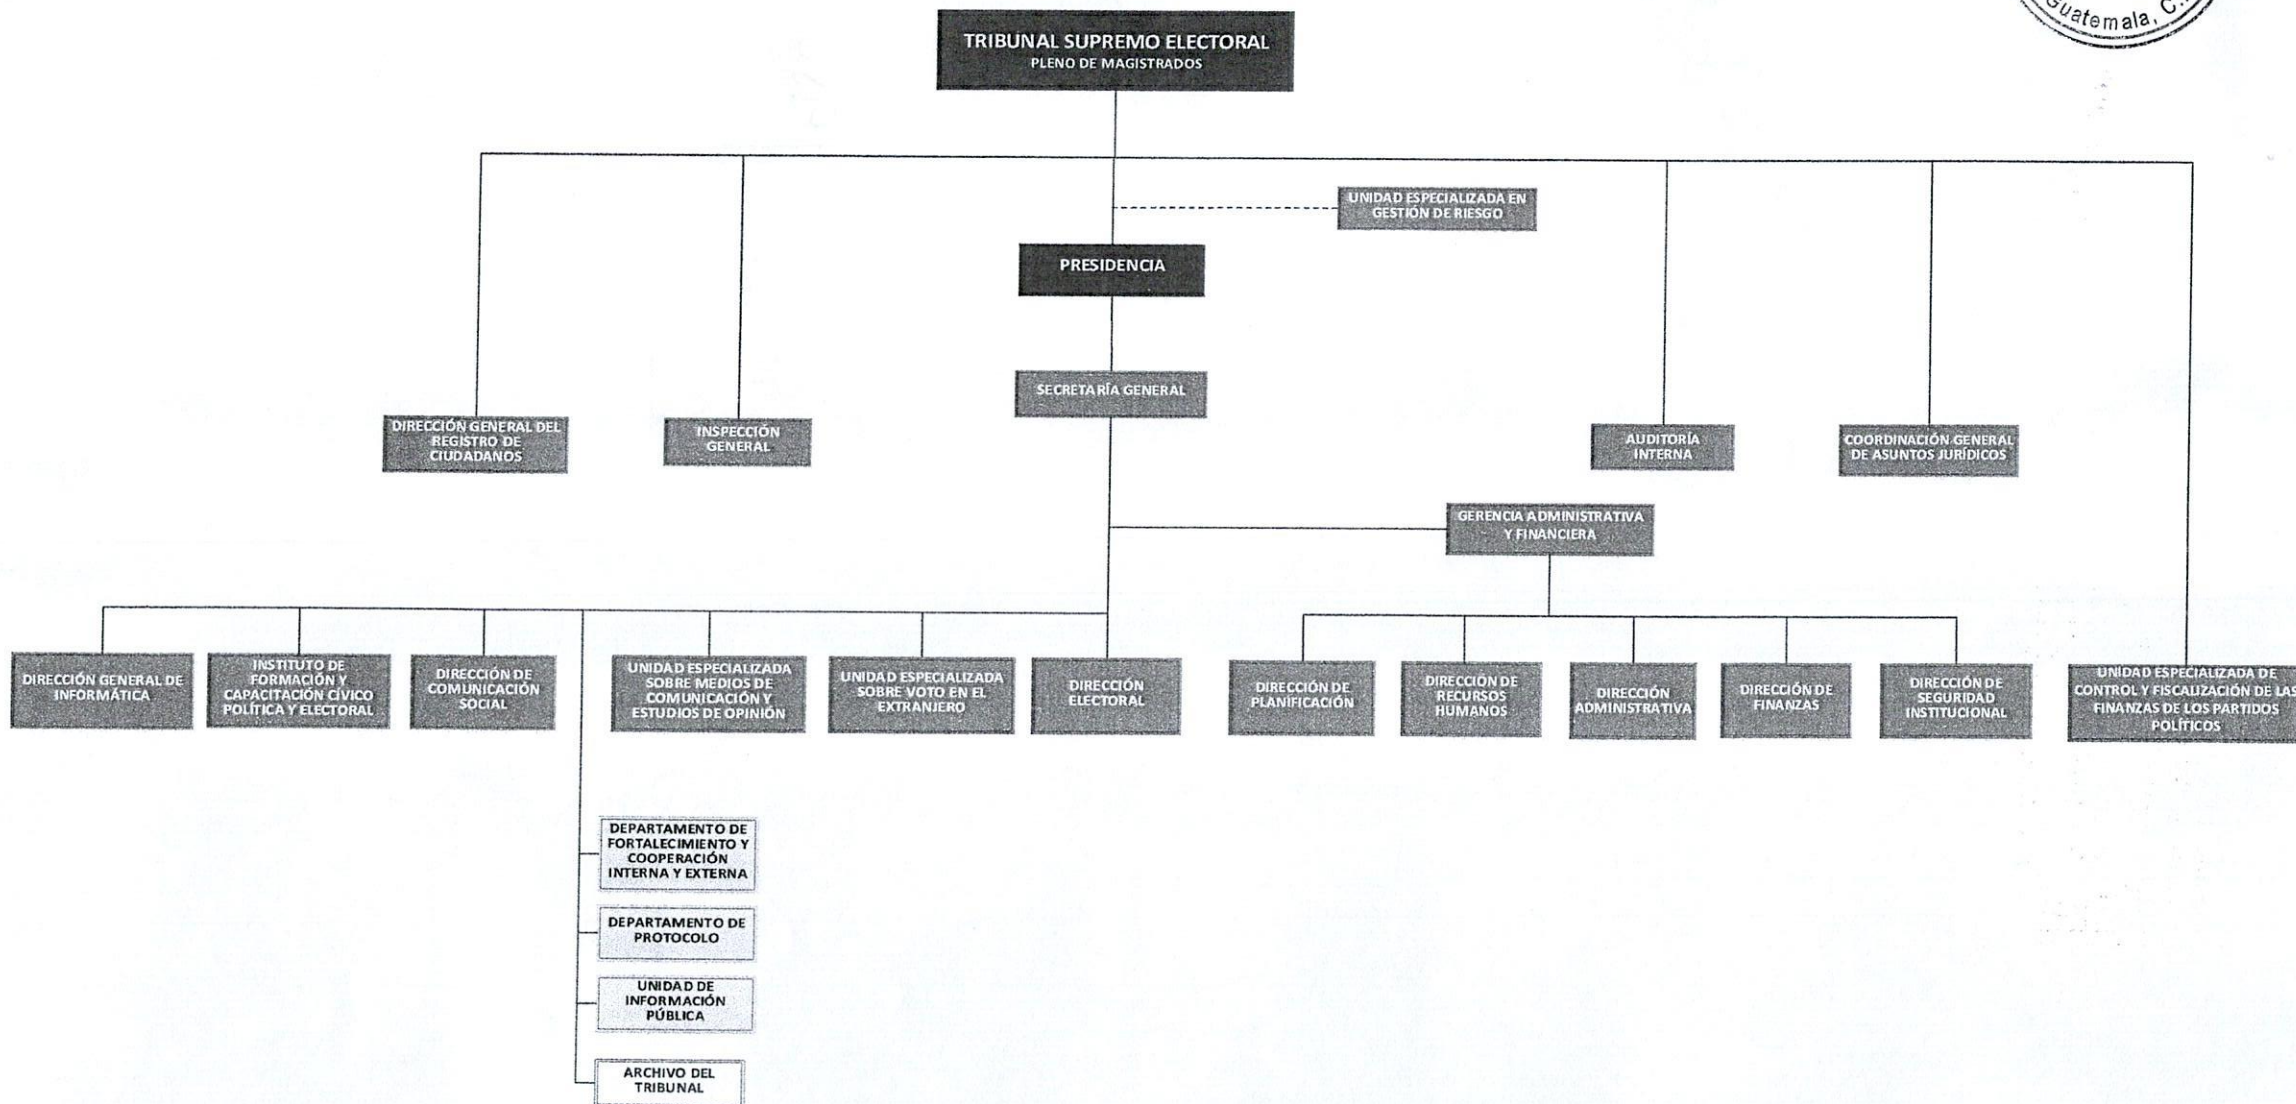 Guatemala, C.
TRIBUNAL SUPREMO ELECTORAL
PLENO DE MAGISTRADOS
UNIDAD ESPECIALIZADA EN
GESTIÓN DE RIESGO
PRESIDENCIA
SECRETARÍA GENERAL
DIRECCIÓN GENERAL DEL
REGISTRO DE
CIUDADANOS
INSPECCIÓN
GENERAL
AUDITORÍA
INTERNA
COORDINACIÓN GENERAL
DE ASUNTOS JURÍDICOS
GERENCIA ADMINISTRATIVA
Y FINANCIERA
DIRECCIÓN GENERAL DE
INFORMÁTICA
INSTITUTO DE
FORMACIÓN Y
CAPACITACIÓN CÍVICO
POLÍTICA Y ELECTORAL
DIRECCIÓN DE
COMUNICACIÓN
SOCIAL
UNIDAD ESPECIALIZADA
SOBRE MEDIOS DE
COMUNICACIÓN Y
ESTUDIOS DE OPINIÓN
UNIDAD ESPECIALIZADA
SOBRE VOTO EN EL
EXTRANJERO
DIRECCIÓN
ELECTORAL
DIRECCIÓN DE
PLANIFICACIÓN
DIRECCIÓN DE
RECURSOS
HUMANOS
DIRECCIÓN
ADMINISTRATIVA
DIRECCIÓN DE
FINANZAS
DIRECCIÓN DE
SEGURIDAD
INSTITUCIONAL
UNIDAD ESPECIALIZADA DE
CONTROL Y FISCALIZACIÓN DE LAS
FINANZAS DE LOS PARTIDOS
POLÍTICOS
DEPARTAMENTO DE
FORTALECIMIENTO Y
COOPERACIÓN
INTERNA Y EXTERNA
DEPARTAMENTO DE
PROTOCOLO
UNIDAD DE
INFORMACIÓN
PÚBLICA
ARCHIVO DEL
TRIBUNAL